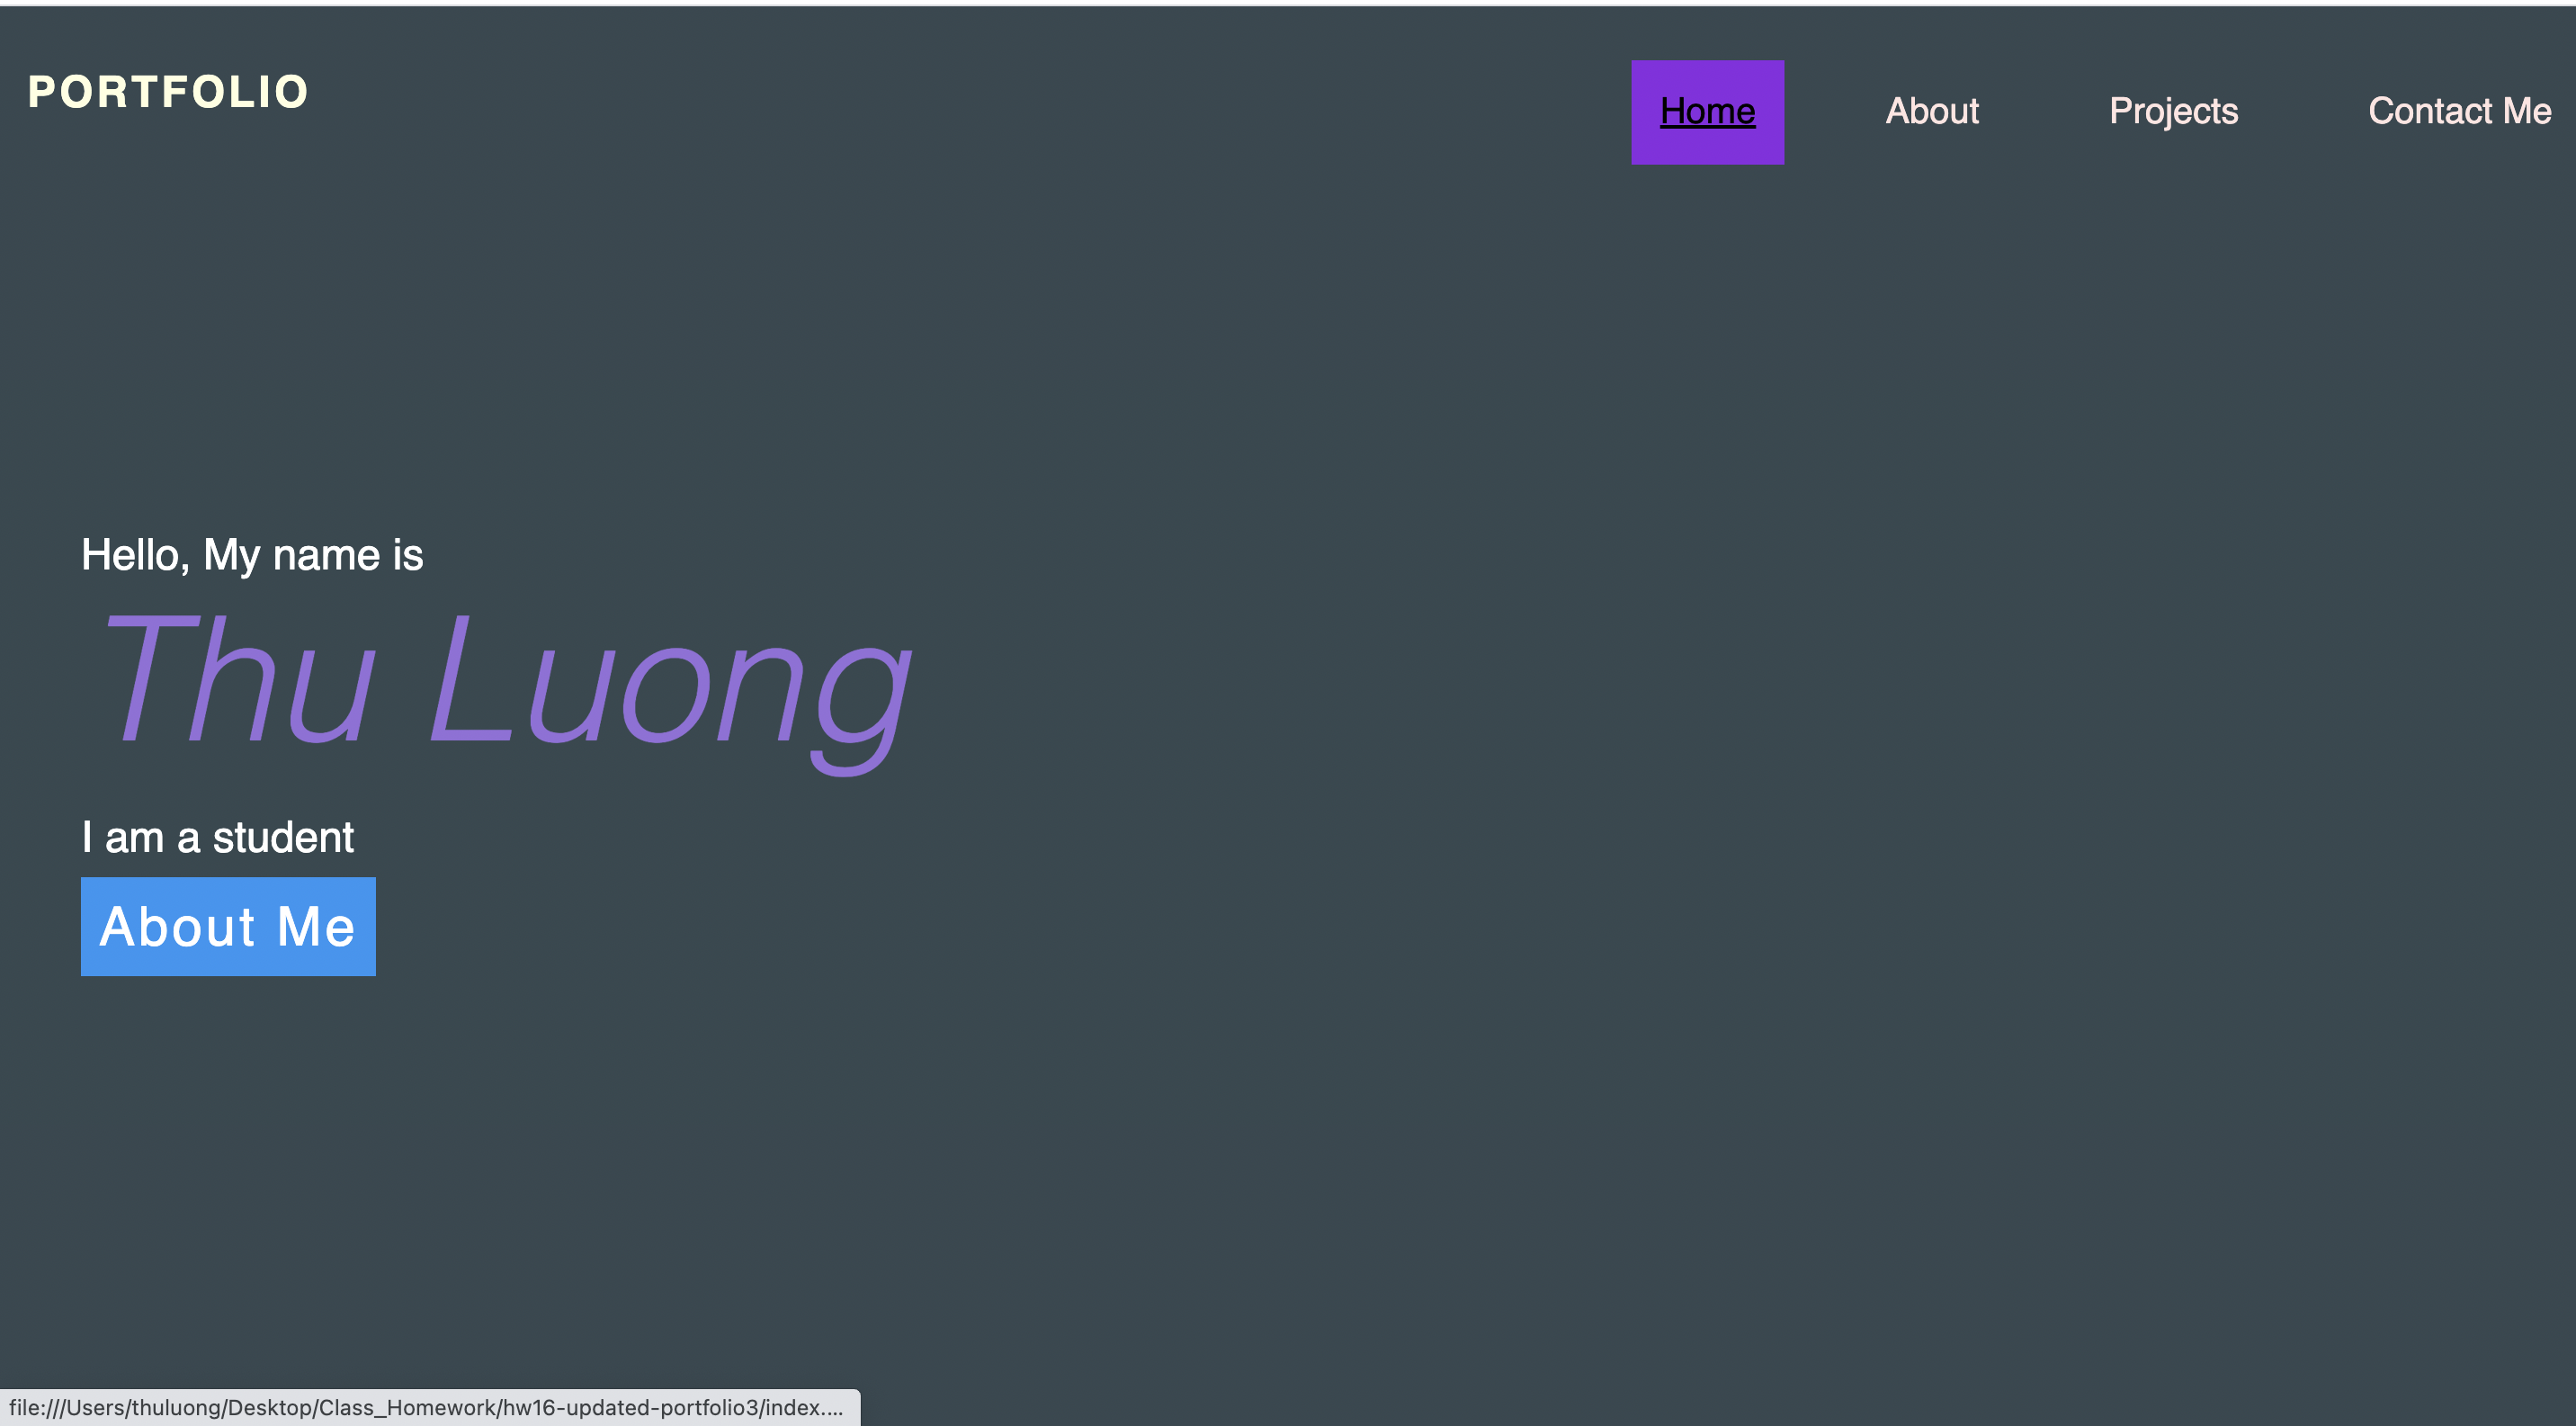 PORTFOLIO
Home About Projects Contact Me
Hello, My name is
Thu Luong
I am a student
About Me
file:///Users/thuluong/Desktop/Class_Homework/hw16-updated-portfolio3/index....